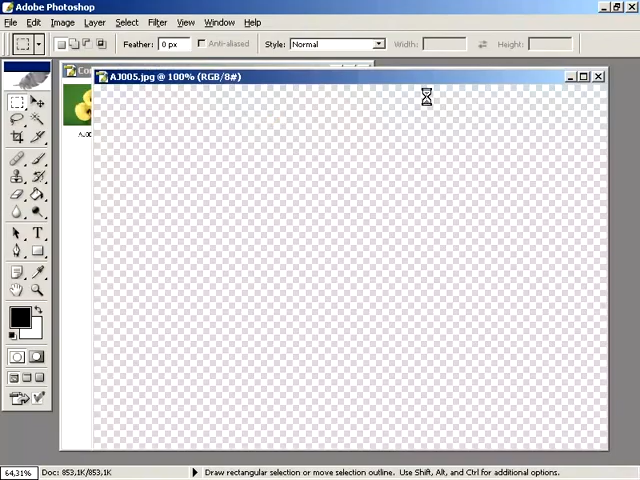 Adobe Photoshop
File Edit Image Layer Select Filter View Window Help
Feather: 0 px Anti-aliased Style: Normal Width: Height:
AJ005.jpg @ 100% (RGB/8#)
T
64,31% Doc: 853,1K/853,1K Draw rectangular selection or move selection outline. Use Shift, Alt, and Ctrl for additional options.